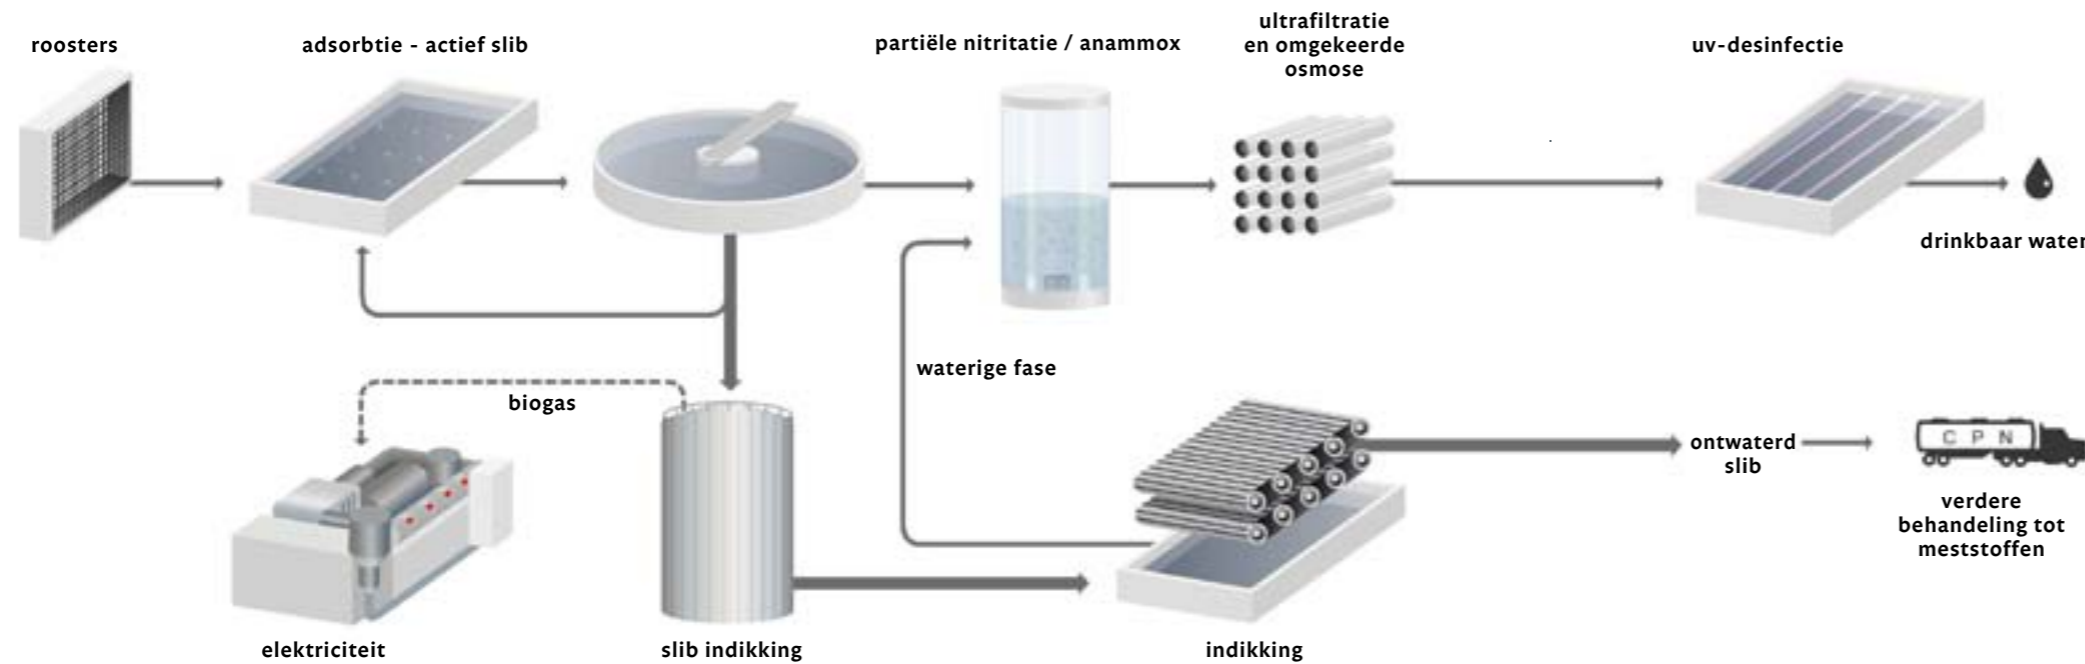 roosters
adsorbtie - actief slib
partiële nitritatie / anammox
ultrafiltratie
en omgekeerde
osmose
uv-desinfectie
drinkbaar water
waterige fase
biogas
ontwaterd
slib
C P N
verdere
behandeling tot
meststoffen
elektriciteit
slib indikking
indikking